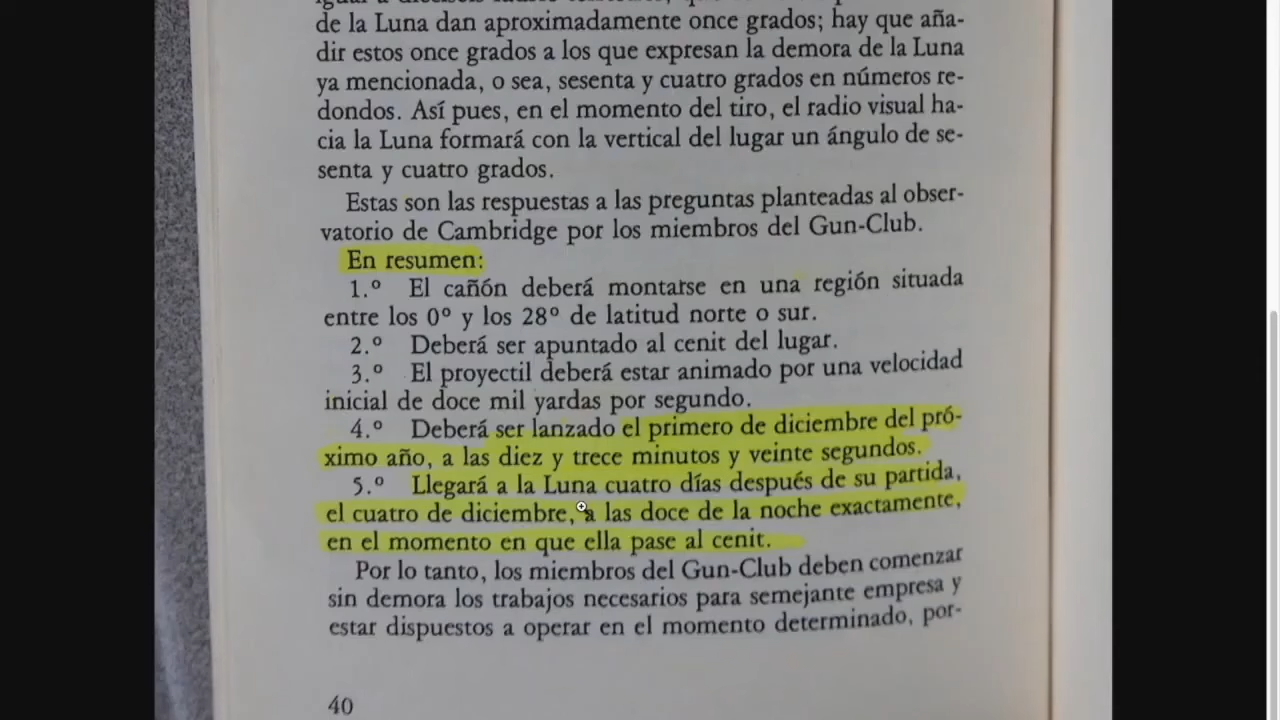 de la Luna dan aproximadamente once grados; hay que aña-
dir estos once grados a los que expresan la demora de la Luna
ya mencionada, o sea, sesenta y cuatro grados en números re-
dondos. Así pues, en el momento del tiro, el radio visual ha-
cia la Luna formará con la vertical del lugar un ángulo de se-
senta y cuatro grados.
Estas son las respuestas a las preguntas planteadas al obser-
vatorio de Cambridge por los miembros del Gun-Club.
En resumen:
1.º El cañón deberá montarse en una región situada
entre los 0º y los 28º de latitud norte o sur.
2.º Deberá ser apuntado al cenit del lugar.
3.º El proyectil deberá estar animado por una velocidad
inicial de doce mil yardas por segundo.
4.º Deberá ser lanzado el primero de diciembre del pró-
ximo año, a las diez y trece minutos y veinte segundos.
5.º Llegará a la Luna cuatro días después de su partida,
el cuatro de diciembre, a las doce de la noche exactamente,
en el momento en que ella pase al cenit.
Por lo tanto, los miembros del Gun-Club deben comenzar
sin demora los trabajos necesarios para semejante empresa y
estar dispuestos a operar en el momento determinado, por-
40